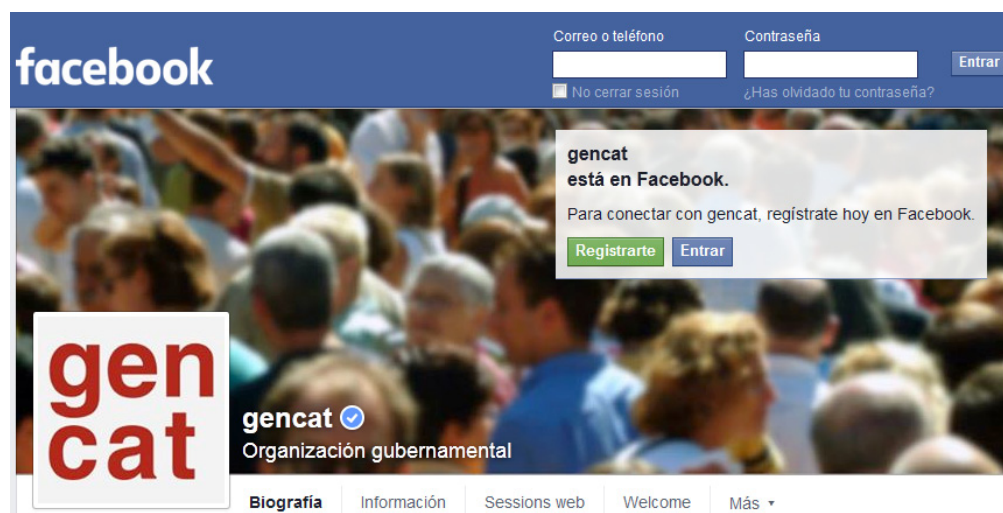 facebook
Correo o teléfono
Contraseña
Entrar
No cerrar sesión
¿Has olvidado tu contraseña?
gencat
está en Facebook.
Para conectar con gencat, regístrate hoy en Facebook.
Registrarte Entrar
gen
cat
gencat
Organización gubernamental
Biografía Información Sessions web Welcome Más